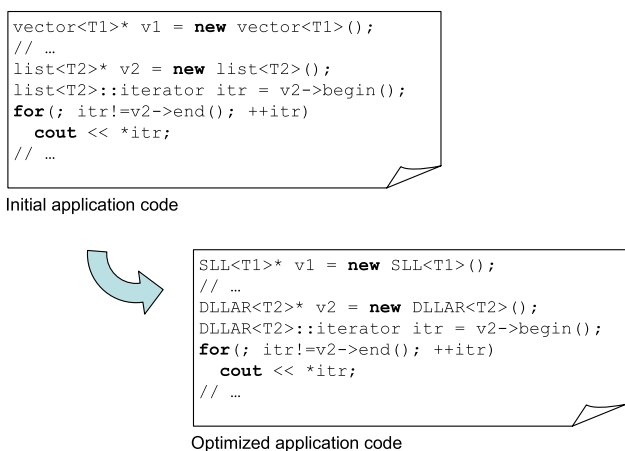 vector<T1>* v1 = new vector<T1>();
// …
list<T2>* v2 = new list<T2>();
list<T2>::iterator itr = v2->begin();
for(; itr!=v2->end(); ++itr)
  cout << *itr;
// …
Initial application code
SLL<T1>* v1 = new SLL<T1>();
// …
DLLAR<T2>* v2 = new DLLAR<T2>();
DLLAR<T2>::iterator itr = v2->begin();
for(; itr!=v2->end(); ++itr)
  cout << *itr;
// …
Optimized application code